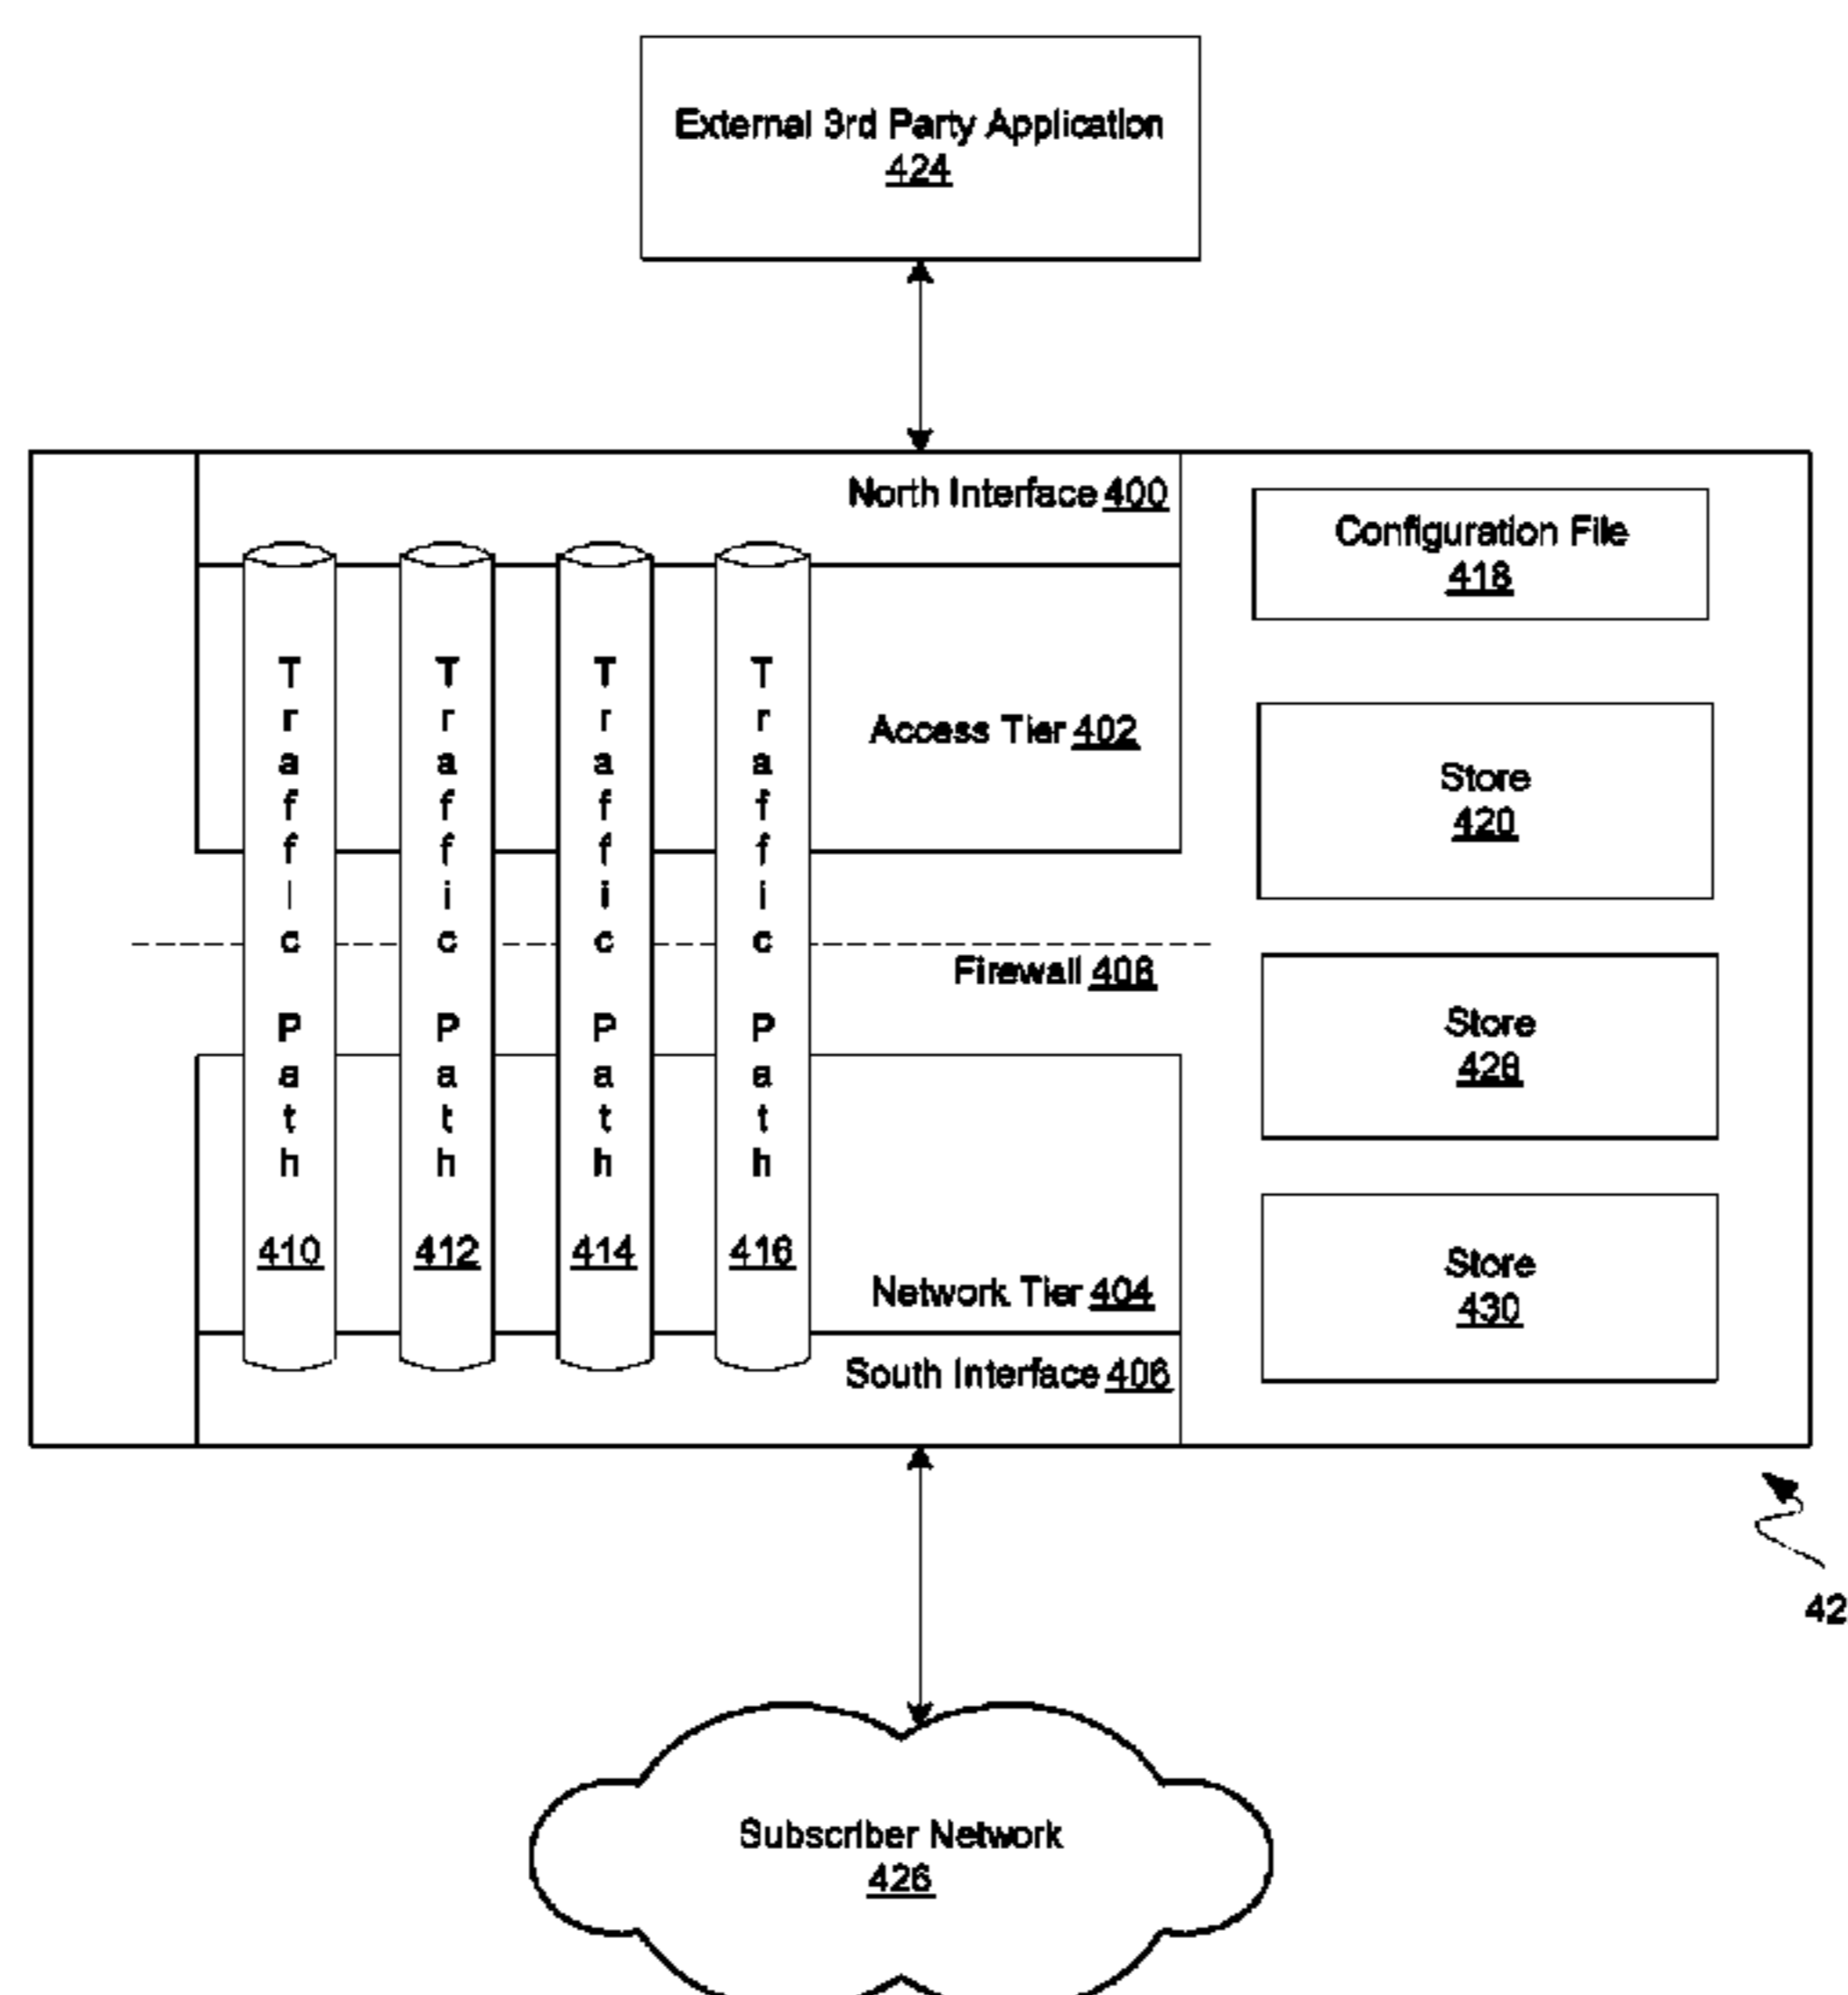 External 3rd Party Application
424
North Interface 400
Access Tier 402
Firewall 408
Network Tier 404
South Interface 406
Traffic Path
410
Traffic Path
412
Traffic Path
414
Traffic Path
416
Configuration File
418
Store
420
Store
428
Store
430
42
Subscriber Network
426